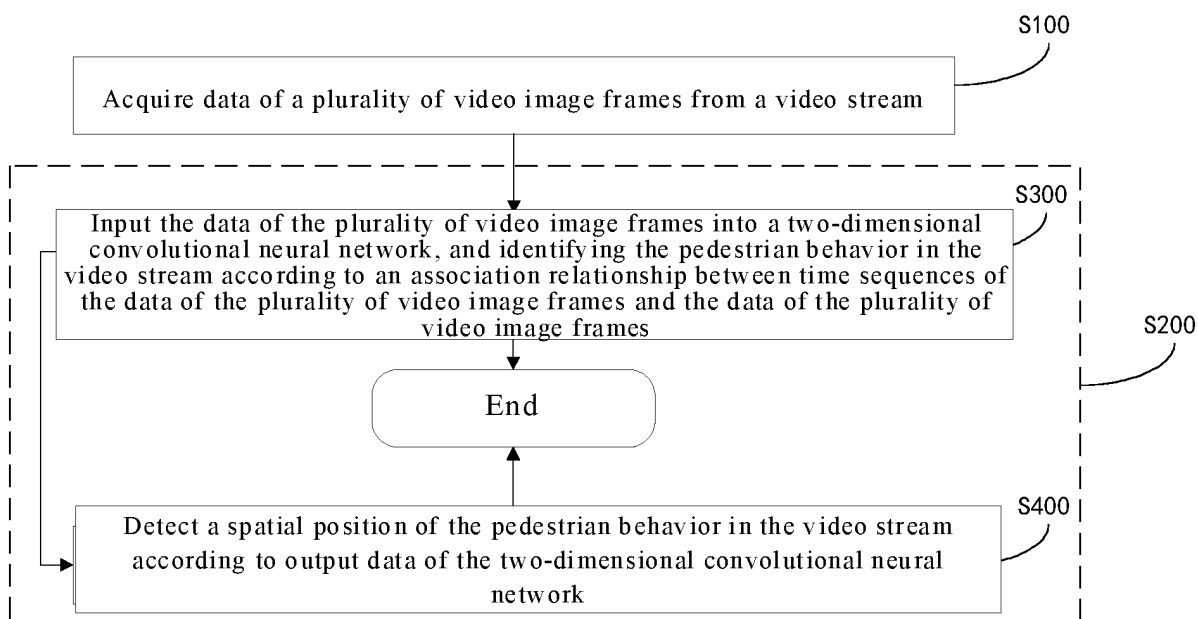 S100
Acquire data of a plurality of video image frames from a video stream
S300
Input the data of the plurality of video image frames into a two-dimensional
convolutional neural network, and identifying the pedestrian behavior in the
video stream according to an association relationship between time sequences of
the data of the plurality of video image frames and the data of the plurality of
video image frames
S200
End
S400
Detect a spatial position of the pedestrian behavior in the video stream
according to output data of the two-dimensional convolutional neural
network